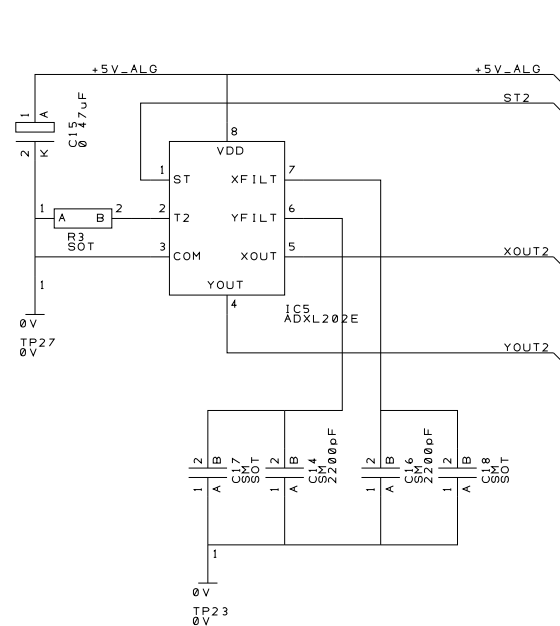 +5V_ALG
+5V_ALG
ST2
1 A
C15
0.47uF
2 K
8
VDD
1 ST
XFILT 7
1 A B 2
R3
SOT
2 T2
YFILT 6
3 COM
XOUT 5
XOUT2
YOUT
4
IC5
ADXL202E
1
0V
TP27
0V
YOUT2
2 B
1 A
C17
SM
SOT
2 B
1 A
C14
SM
2200pF
2 B
1 A
C16
SM
2200pF
2 B
1 A
C18
SM
SOT
1
0V
TP23
0V